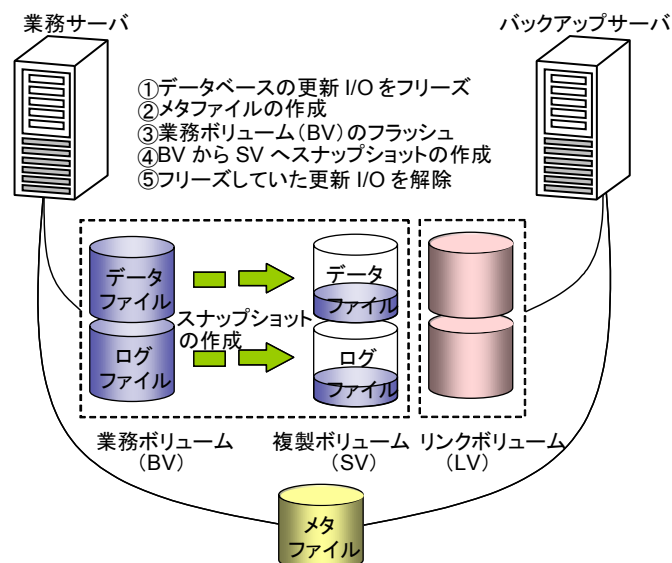 業務サーバ
バックアップサーバ
①データベースの更新 I/O をフリーズ
②メタファイルの作成
③業務ボリューム(BV)のフラッシュ
④BV から SV へスナップショットの作成
⑤フリーズしていた更新 I/O を解除
データ
ファイル
データ
ファイル
スナップショット
の作成
ログ
ファイル
ログ
ファイル
業務ボリューム
(BV)
複製ボリューム
(SV)
リンクボリューム
(LV)
メタ
ファイル